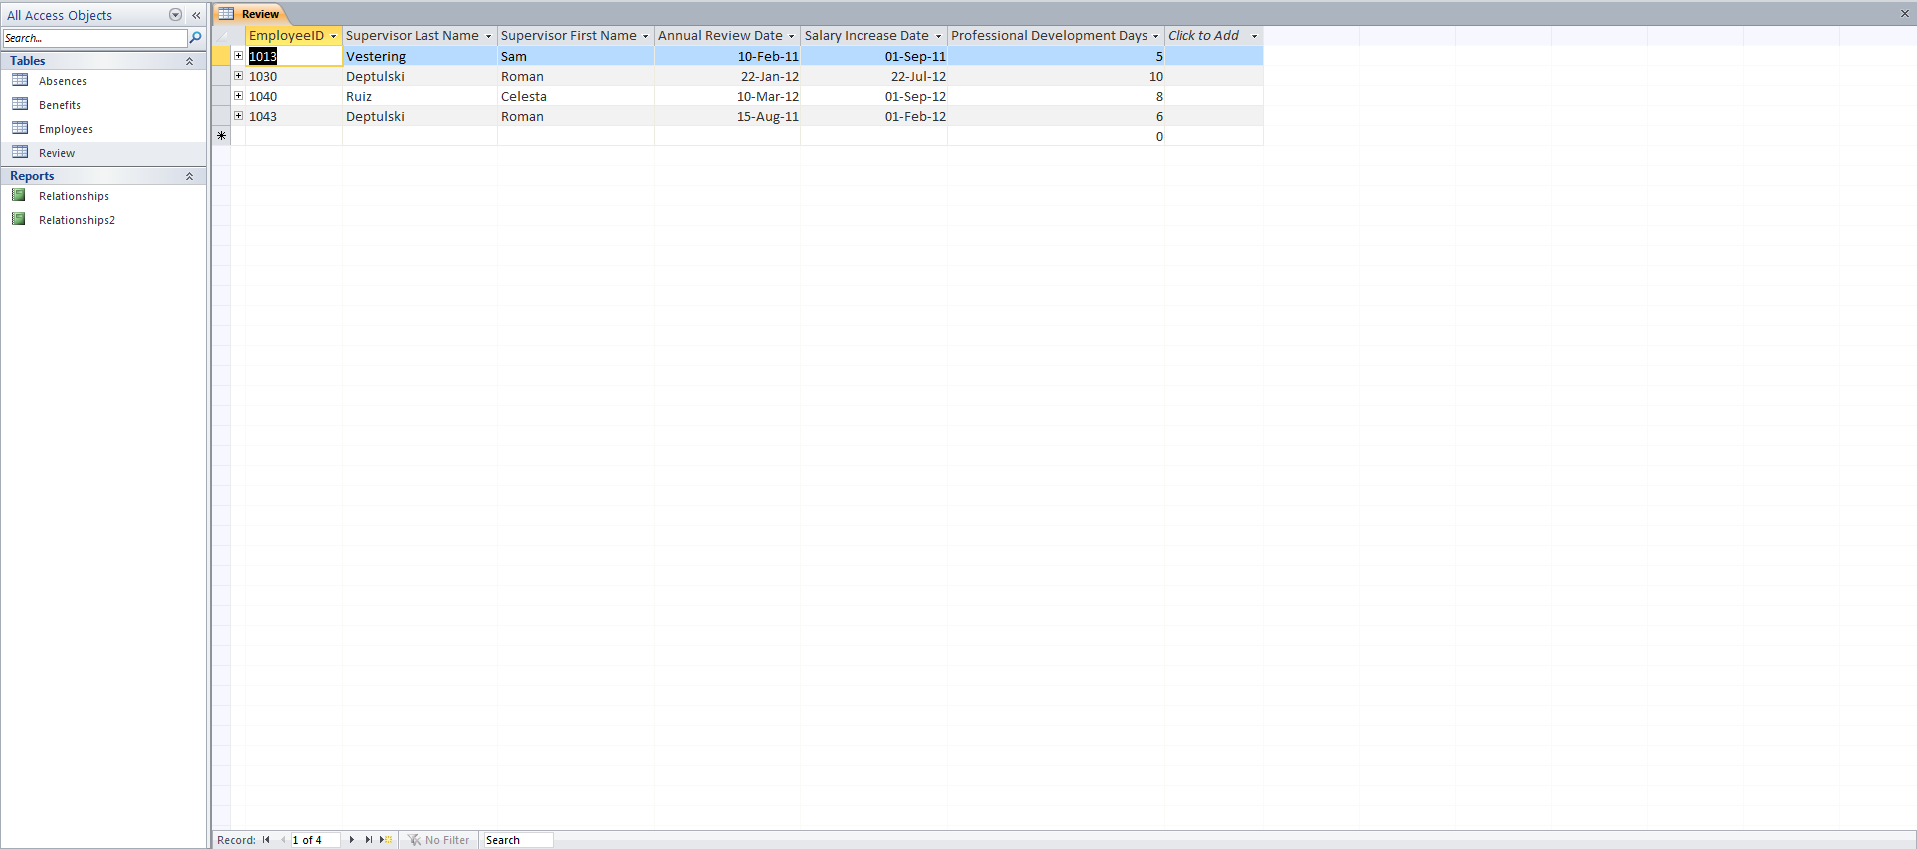 All Access Objects
Search...
Tables
Absences
Benefits
Employees
Review
Reports
Relationships
Relationships2
Review
EmployeeID Supervisor Last Name Supervisor First Name Annual Review Date Salary Increase Date Professional Development Days Click to Add
1013 Vestering Sam 10-Feb-11 01-Sep-11 5
1030 Deptulski Roman 22-Jan-12 22-Jul-12 10
1040 Ruiz Celesta 10-Mar-12 01-Sep-12 8
1043 Deptulski Roman 15-Aug-11 01-Feb-12 6
0
Record: 1 of 4 No Filter Search